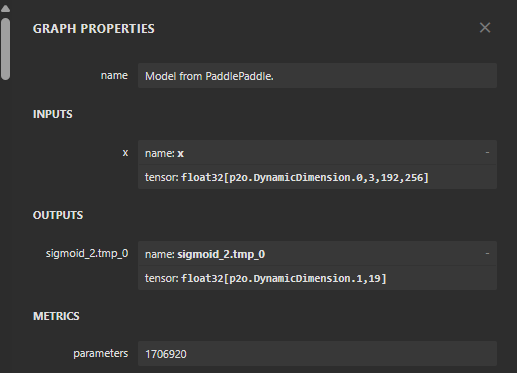 GRAPH PROPERTIES ×
name Model from PaddlePaddle.
INPUTS
x name: x -
tensor: float32[p2o.DynamicDimension.0,3,192,256]
OUTPUTS
sigmoid_2.tmp_0 name: sigmoid_2.tmp_0 -
tensor: float32[p2o.DynamicDimension.1,19]
METRICS
parameters 1706920